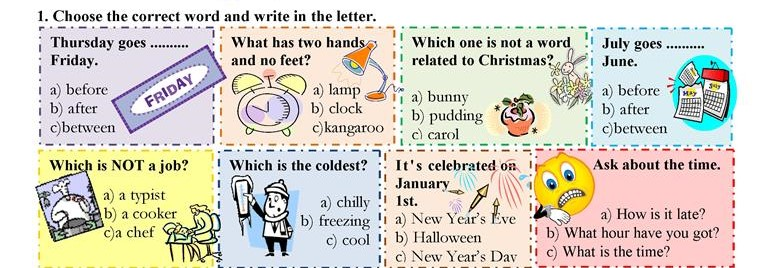 1. Choose the correct word and write in the letter.
Thursday goes ..........
Friday.
a) before
b) after
c)between
FRIDAY
What has two hands
and no feet?
a) lamp
b) clock
c)kangaroo
Which one is not a word
related to Christmas?
a) bunny
b) pudding
c) carol
July goes ..........
June.
a) before
b) after
c)between
May
July
Which is NOT a job?
a) a typist
b) a cooker
c)a chef
Which is the coldest?
a) chilly
b) freezing
c) cool
It's celebrated on
January
1st.
a) New Year's Eve
b) Halloween
c) New Year's Day
Ask about the time.
a) How is it late?
b) What hour have you got?
c) What is the time?